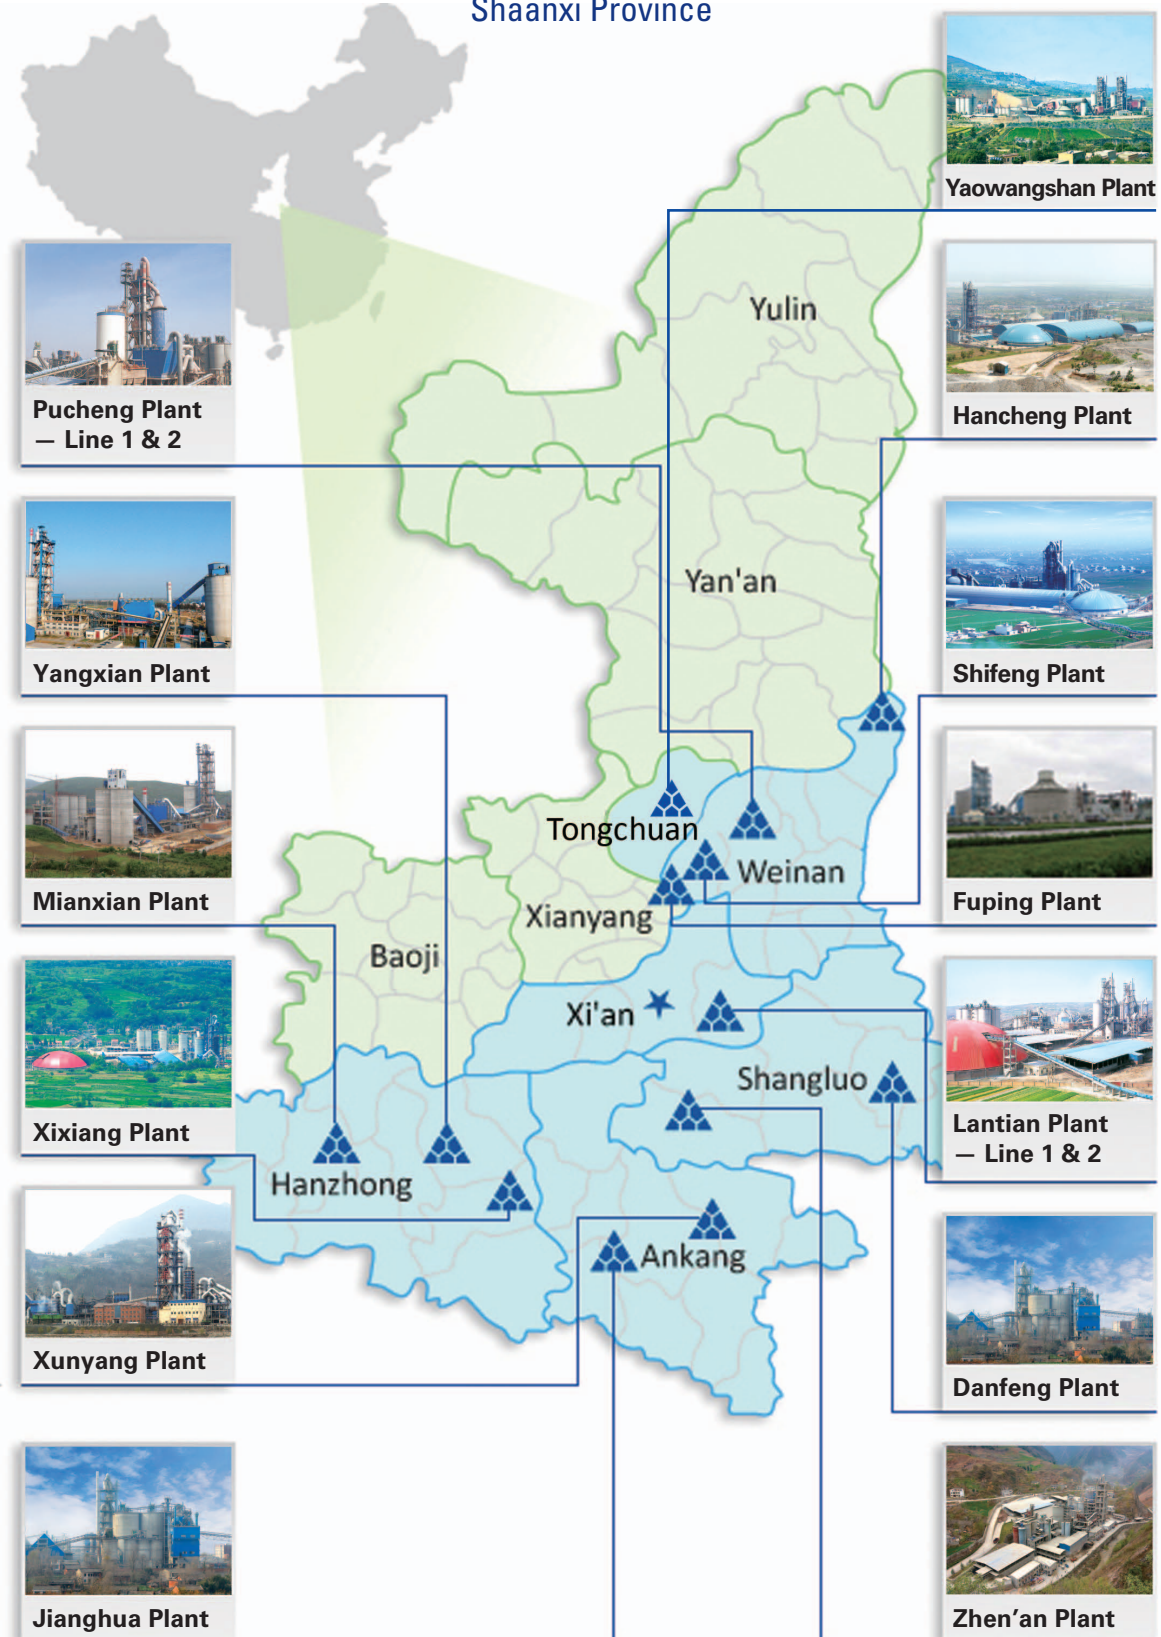 Shaanxi Province
Yaowangshan Plant
Pucheng Plant
— Line 1 & 2
Hancheng Plant
Yangxian Plant
Shifeng Plant
Mianxian Plant
Fuping Plant
Xixiang Plant
Lantian Plant
— Line 1 & 2
Xunyang Plant
Danfeng Plant
Jianghua Plant
Zhen’an Plant
Yulin
Yan'an
Tongchuan
Weinan
Xianyang
Baoji
Xi'an
Shangluo
Hanzhong
Ankang